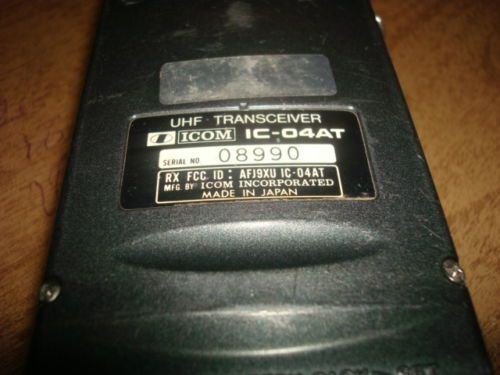 UHF TRANSCEIVER
ICOM IC-04AT
SERIAL NO. 08990
RX FCC ID: AFJ9XU IC-04AT
MFG. BY ICOM INCORPORATED
MADE IN JAPAN